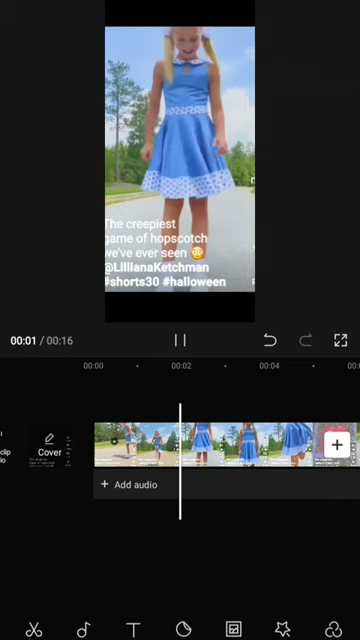 The creepiest
game of hopscotch
we've ever seen 😳
@LillianaKetchman
#shorts30 #halloween
00:01 / 00:16
00:00
00:02
00:04
Cover
+ Add audio